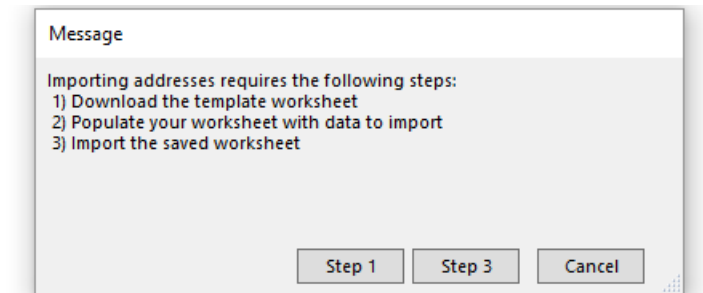 Message
Importing addresses requires the following steps:
1) Download the template worksheet
2) Populate your worksheet with data to import
3) Import the saved worksheet
Step 1 Step 3 Cancel